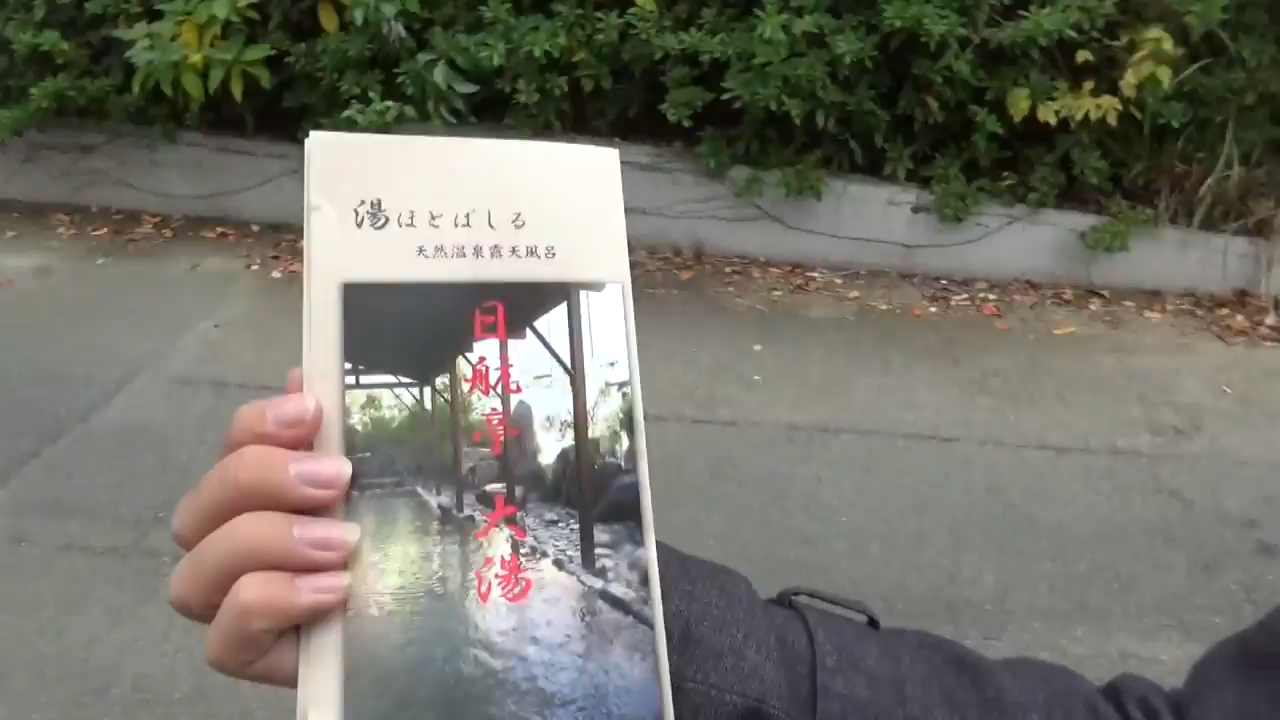 湯ほとばしる
天然温泉露天風呂
日航亭 大湯